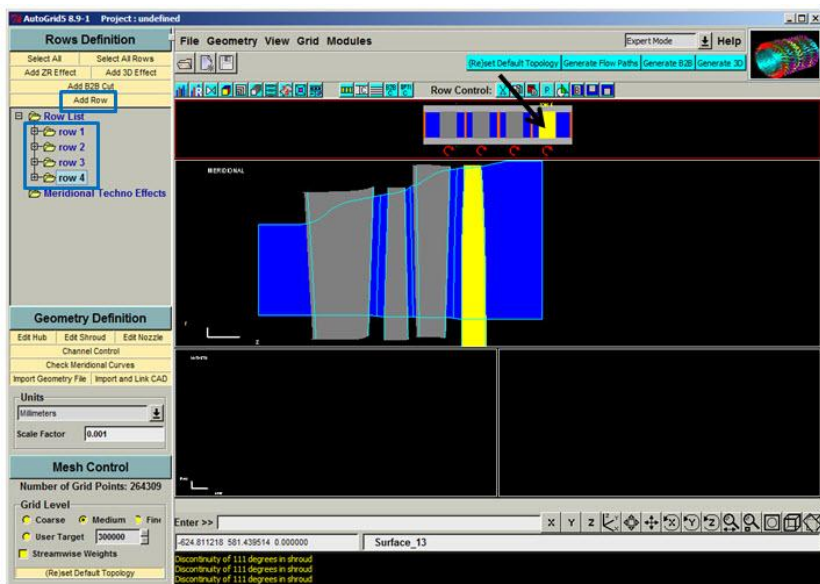 AutoGrid5 8.9-1 Project : undefined
Rows Definition
Select All Select All Rows
Add ZR Effect Add 3D Effect
Add B2B Cut
Add Row
Row List
row 1
row 2
row 3
row 4
Meridional Techno Effects
File Geometry View Grid Modules
Expert Mode Help
(Re)set Default Topology Generate Flow Paths Generate B2B Generate 3D
Row Control:
MERIDIONAL
Geometry Definition
Edit Hub Edit Shroud Edit Nozzle
Channel Control
Check Meridional Curves
Import Geometry File Import and Link CAD
Units
Millimeters
Scale Factor 0.001
Mesh Control
Number of Grid Points: 264309
Grid Level
Coarse Medium Fine
User Target 300000
Streamwise Weights
(Re)set Default Topology
Enter >>
X Y Z
-624.811218 581.439514 0.000000 Surface_13
Discontinuity of 111 degrees in shroud
Discontinuity of 111 degrees in shroud
Discontinuity of 111 degrees in shroud